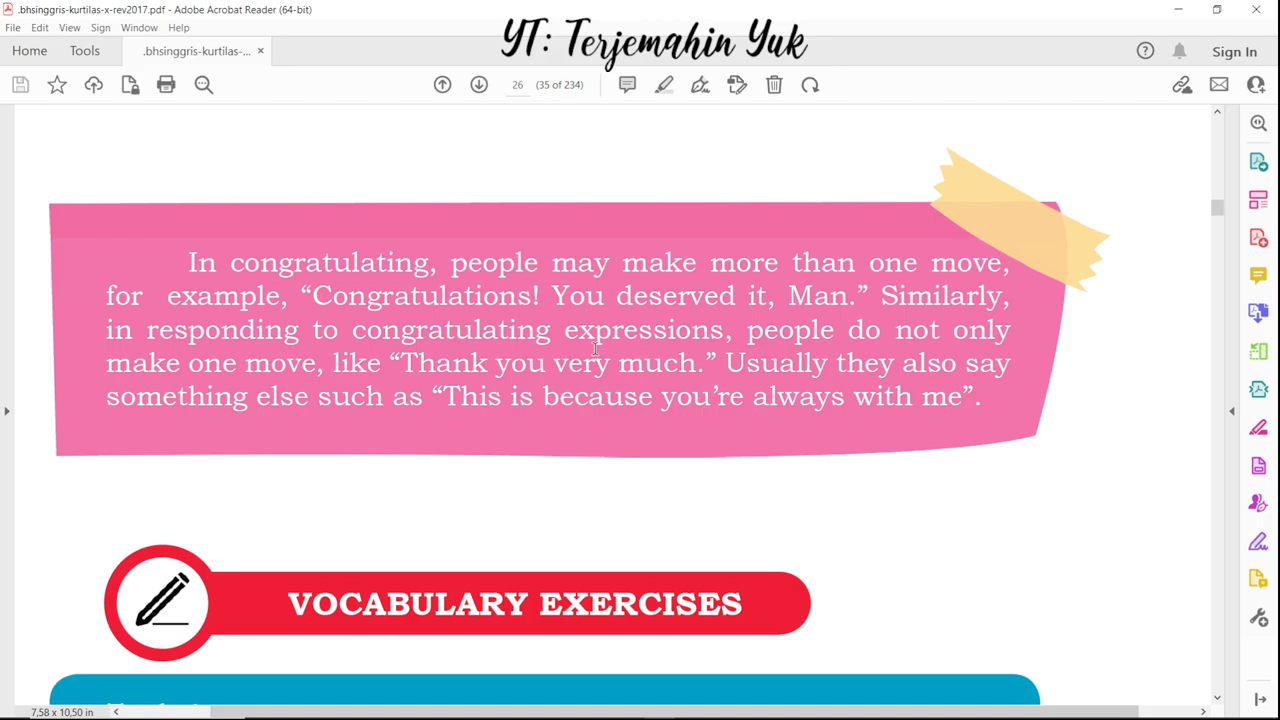 .bhsinggris-kurtilas-x-rev2017.pdf - Adobe Acrobat Reader (64-bit)
File Edit View Sign Window Help
YT: Terjemahin Yuk
Home Tools .bhsinggris-kurtilas-... × Sign In
26 (35 of 234)
In congratulating, people may make more than one move,
for example, “Congratulations! You deserved it, Man.” Similarly,
in responding to congratulating expressions, people do not only
make one move, like “Thank you very much.” Usually they also say
something else such as “This is because you’re always with me”.
VOCABULARY EXERCISES
7,58 x 10,50 in